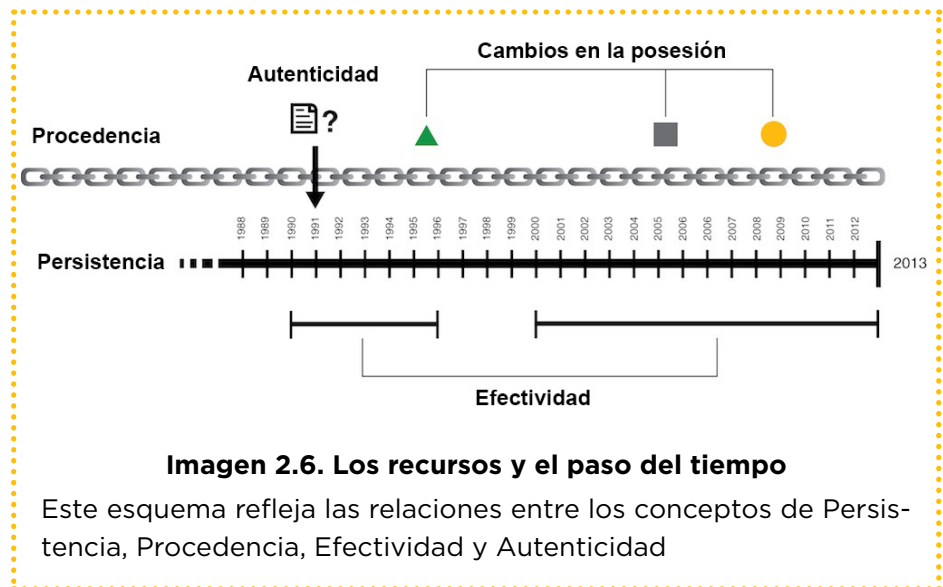 Cambios en la posesión
Autenticidad
?
Procedencia
1988 1989 1990 1991 1992 1993 1994 1995 1996 1997 1998 1999 2000 2001 2002 2003 2004 2005 2006 2006 2007 2008 2009 2010 2011 2012
Persistencia
2013
Efectividad
Imagen 2.6. Los recursos y el paso del tiempo
Este esquema refleja las relaciones entre los conceptos de Persis-
tencia, Procedencia, Efectividad y Autenticidad